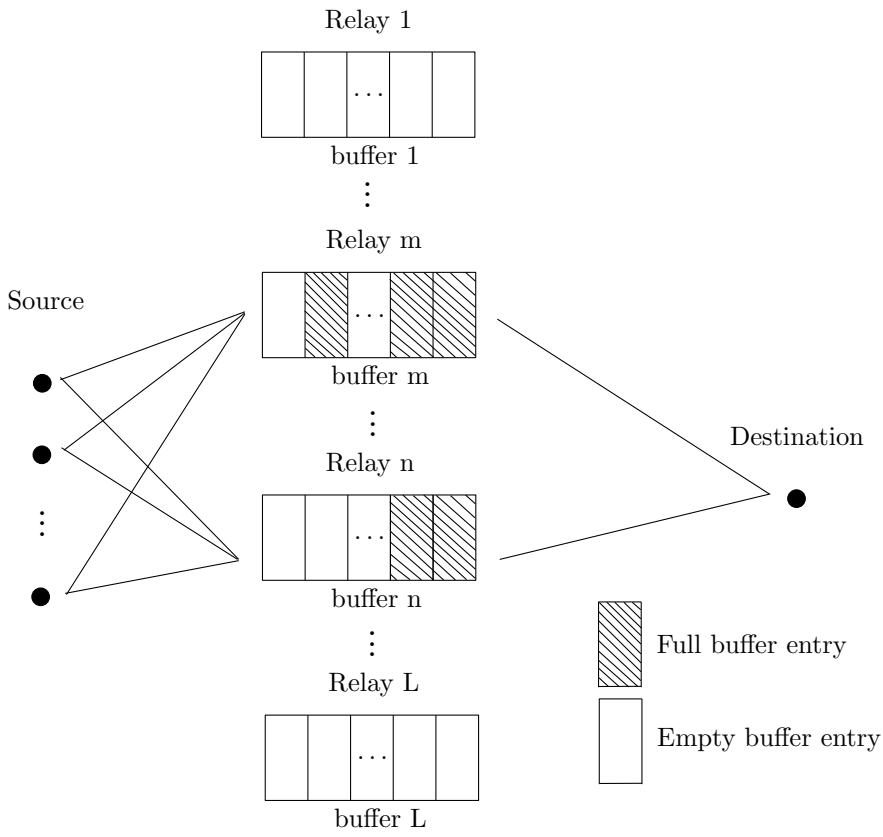 Relay 1
. . .
buffer 1
⋮
Relay m
Source
. . .
buffer m
⋮
Destination
Relay n
⋮
. . .
buffer n
Full buffer entry
⋮
Relay L
Empty buffer entry
. . .
buffer L